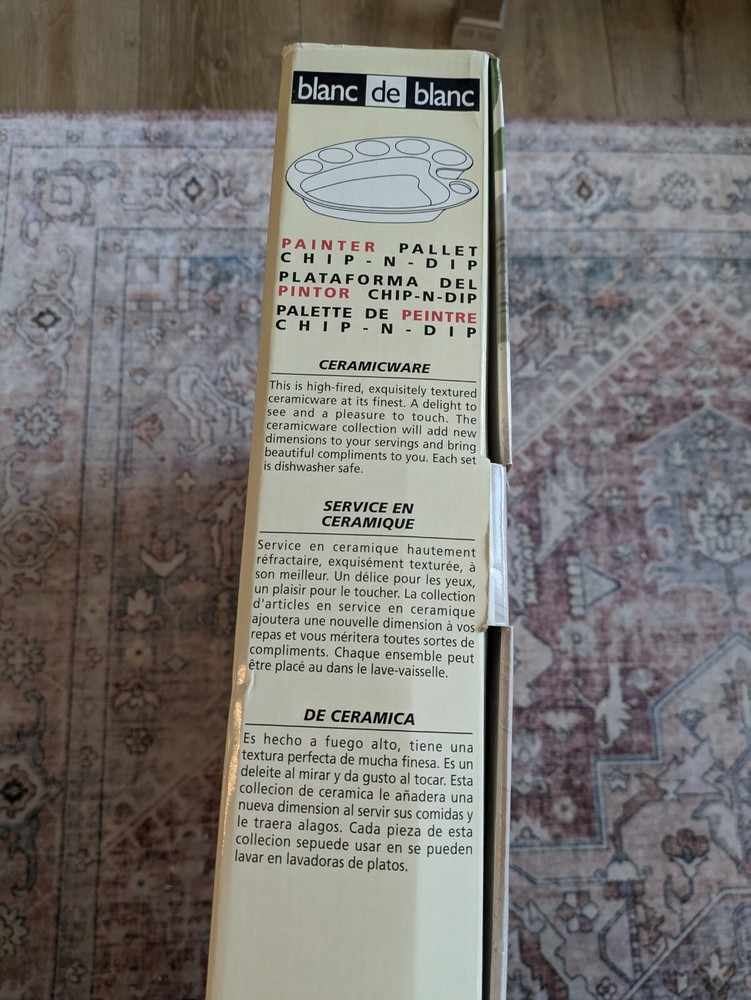 blanc de blanc
PAINTER PALLET
CHIP-N-DIP
PLATAFORMA DEL
PINTOR CHIP-N-DIP
PALETTE DE PEINTRE
CHIP-N-DIP
CERAMICWARE
This is high-fired, exquisitely textured
ceramicware at its finest. A delight to
see and a pleasure to touch. The
ceramicware collection will add new
dimensions to your servings and bring
beautiful compliments to you. Each set
is dishwasher safe.
SERVICE EN
CERAMIQUE
Service en ceramique hautement
réfractaire, exquisément texturée, à
son meilleur. Un délice pour les yeux,
un plaisir pour le toucher. La collection
d'articles en service en ceramique
ajoutera une nouvelle dimension à vos
repas et vous méritera toutes sortes de
compliments. Chaque ensemble peut
être placé au dans le lave-vaisselle.
DE CERAMICA
Es hecho a fuego alto, tiene una
textura perfecta de mucha finesa. Es un
deleite al mirar y da gusto al tocar. Esta
collecion de ceramica le añadera una
nueva dimension al servir sus comidas y
le traera alagos. Cada pieza de esta
collecion sepuede usar en se pueden
lavar en lavadoras de platos.